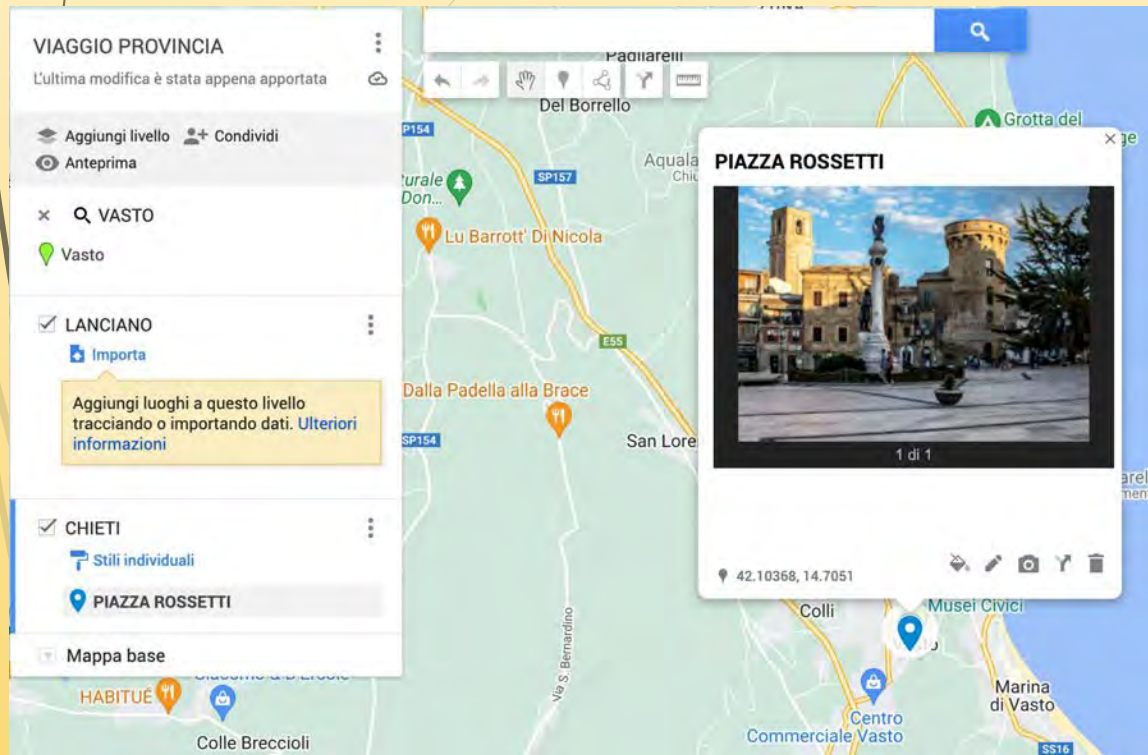 VIAGGIO PROVINCIA
L'ultima modifica è stata appena apportata
Aggiungi livello
Condividi
Anteprima
VASTO
Vasto
LANCIANO
Importa
Aggiungi luoghi a questo livello
tracciando o importando dati. Ulteriori
informazioni
CHIETI
Stili individuali
PIAZZA ROSSETTI
Mappa base
Pagliarelli
Del Borrello
SP154
SP157
Lu Barrott' Di Nicola
E55
Dalla Padella alla Brace
SP154
San Lore
Grotta del
PIAZZA ROSSETTI
1 di 1
42.10368, 14.7051
Colli
Musei Civici
Via S. Bernardino
Centro
Commerciale Vasto
Marina
di Vasto
SS16
HABITUÉ
Colle Breccioli